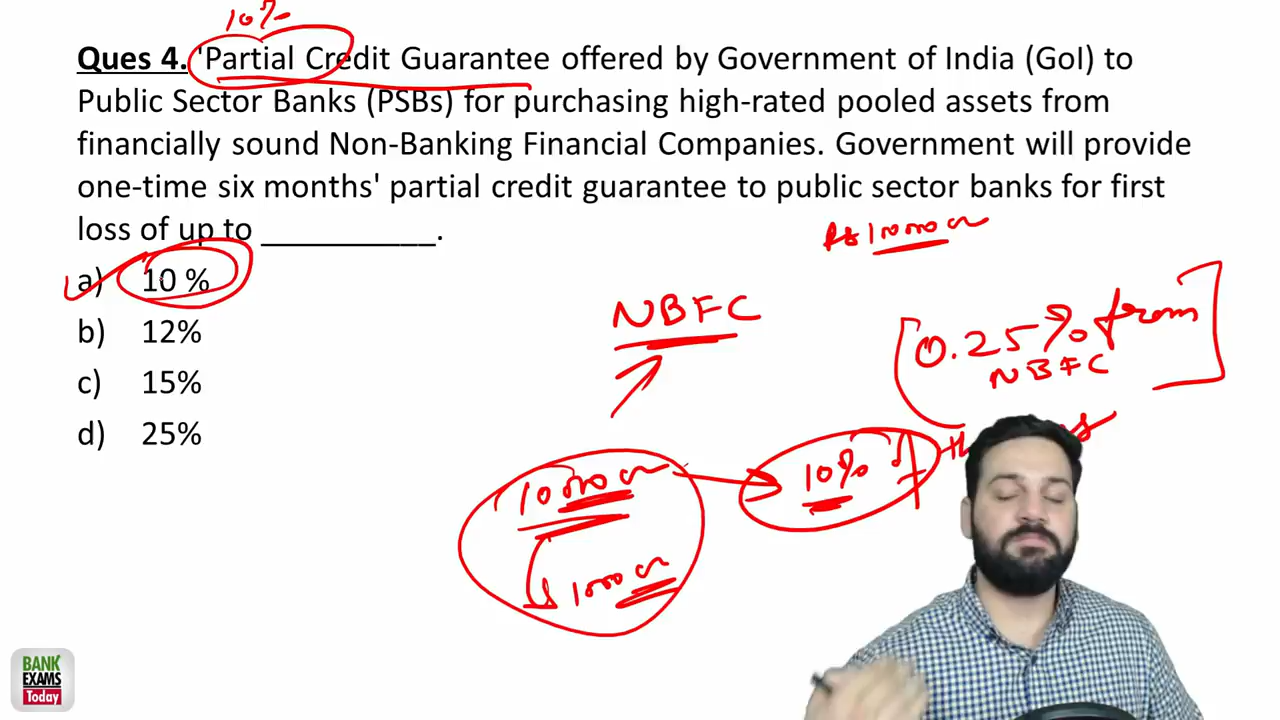 10%
Ques 4. 'Partial Credit Guarantee offered by Government of India (GoI) to
Public Sector Banks (PSBs) for purchasing high-rated pooled assets from
financially sound Non-Banking Financial Companies. Government will provide
one-time six months' partial credit guarantee to public sector banks for first
loss of up to __________.
a) 10 %
b) 12%
c) 15%
d) 25%
NBFC
0.25% from
NBFC
10%
BANK
EXAMS
Today